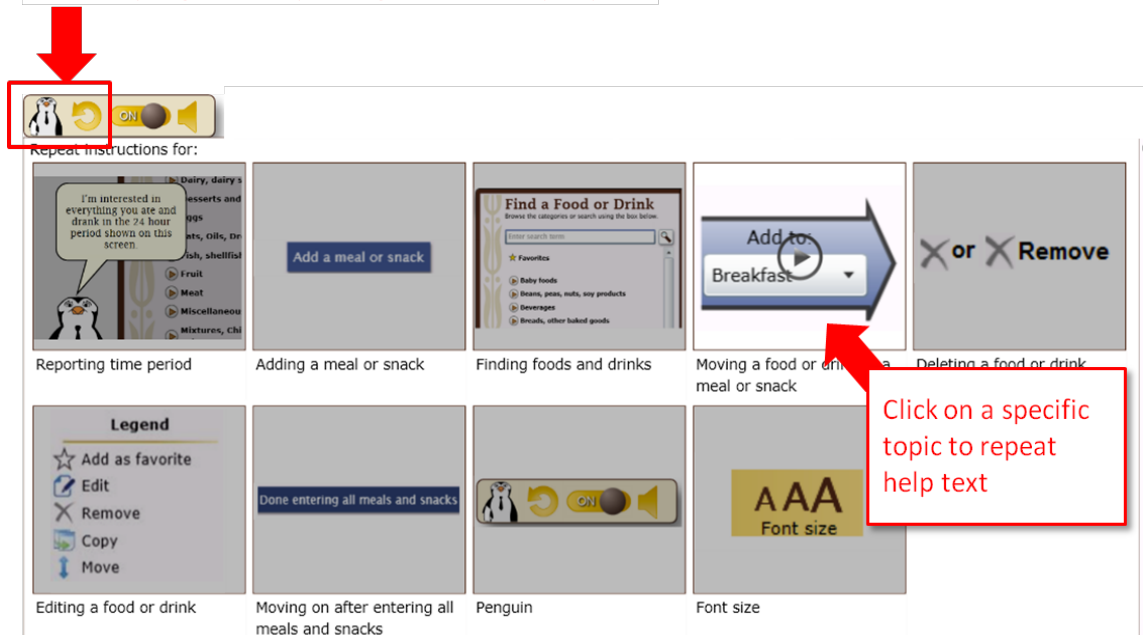 ON
Repeat instructions for:
I'm interested in
everything you ate and
drank in the 24 hour
period shown on this
screen.
Dairy, dairy s
esserts and
ggs
ats, Oils, Dr
ish, shellfish
Fruit
Meat
Miscellaneou
Mixtures, Chi
Reporting time period
Add a meal or snack
Adding a meal or snack
Find a Food or Drink
Browse the categories or search using the box below.
Enter search term
Favorites
Baby foods
Beans, peas, nuts, soy products
Beverages
Breads, other baked goods
Finding foods and drinks
Add to:
Breakfast
Moving a food or drink a
meal or snack
or Remove
Deleting a food or drink
Click on a specific
topic to repeat
help text
Legend
Add as favorite
Edit
Remove
Copy
Move
Editing a food or drink
Done entering all meals and snacks
Moving on after entering all
meals and snacks
ON
Penguin
A A A
Font size
Font size